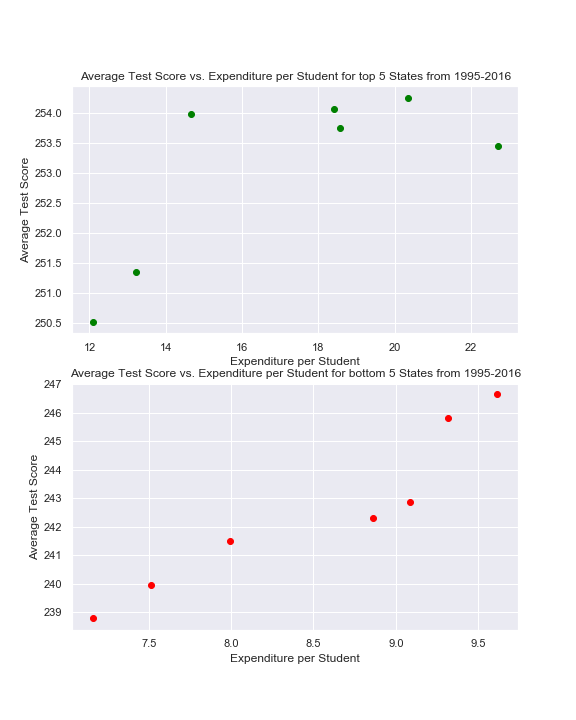 Average Test Score vs. Expenditure per Student for top 5 States from 1995-2016
254.0
253.5
253.0
252.5
252.0
251.5
251.0
250.5
Average Test Score
12 14 16 18 20 22
Expenditure per Student
Average Test Score vs. Expenditure per Student for bottom 5 States from 1995-2016
247
246
245
244
243
242
241
240
239
Average Test Score
7.5 8.0 8.5 9.0 9.5
Expenditure per Student